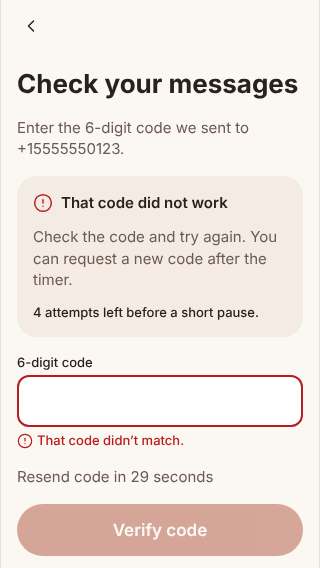 Check your messages
Enter the 6-digit code we sent to
+15555550123.
That code did not work
Check the code and try again. You
can request a new code after the
timer.
4 attempts left before a short pause.
6-digit code
That code didn’t match.
Resend code in 29 seconds
Verify code